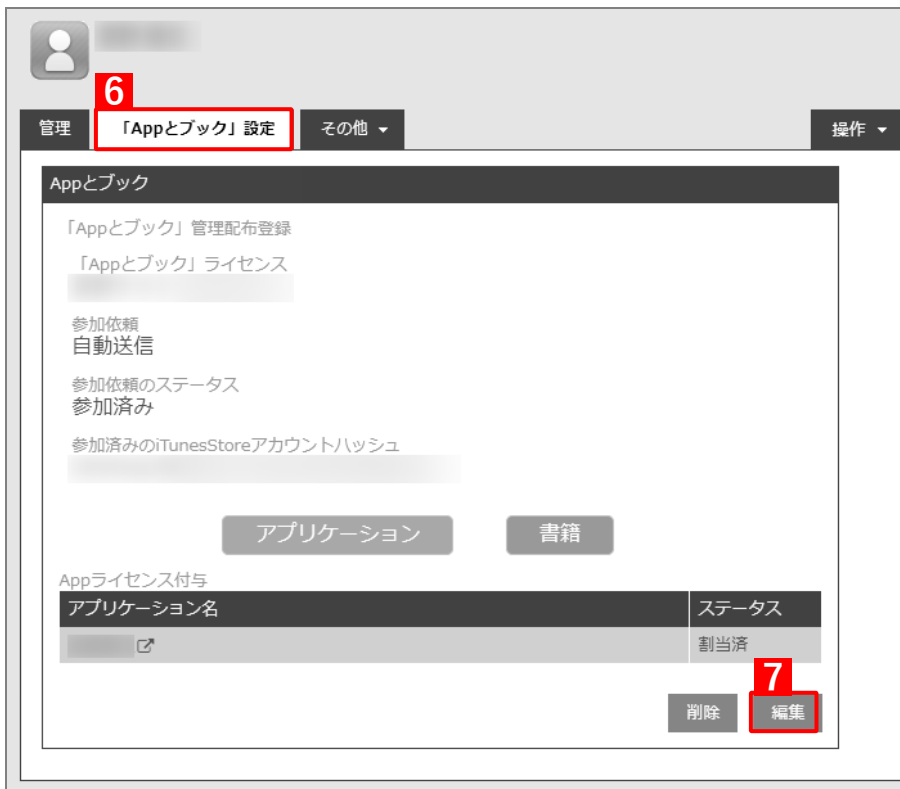 6
管理 「Appとブック」設定 その他 操作
Appとブック
「Appとブック」管理配布登録
「Appとブック」ライセンス
参加依頼
自動送信
参加依頼のステータス
参加済み
参加済みのiTunesStoreアカウントハッシュ
アプリケーション 書籍
Appライセンス付与
アプリケーション名 ステータス
割当済
7
削除 編集